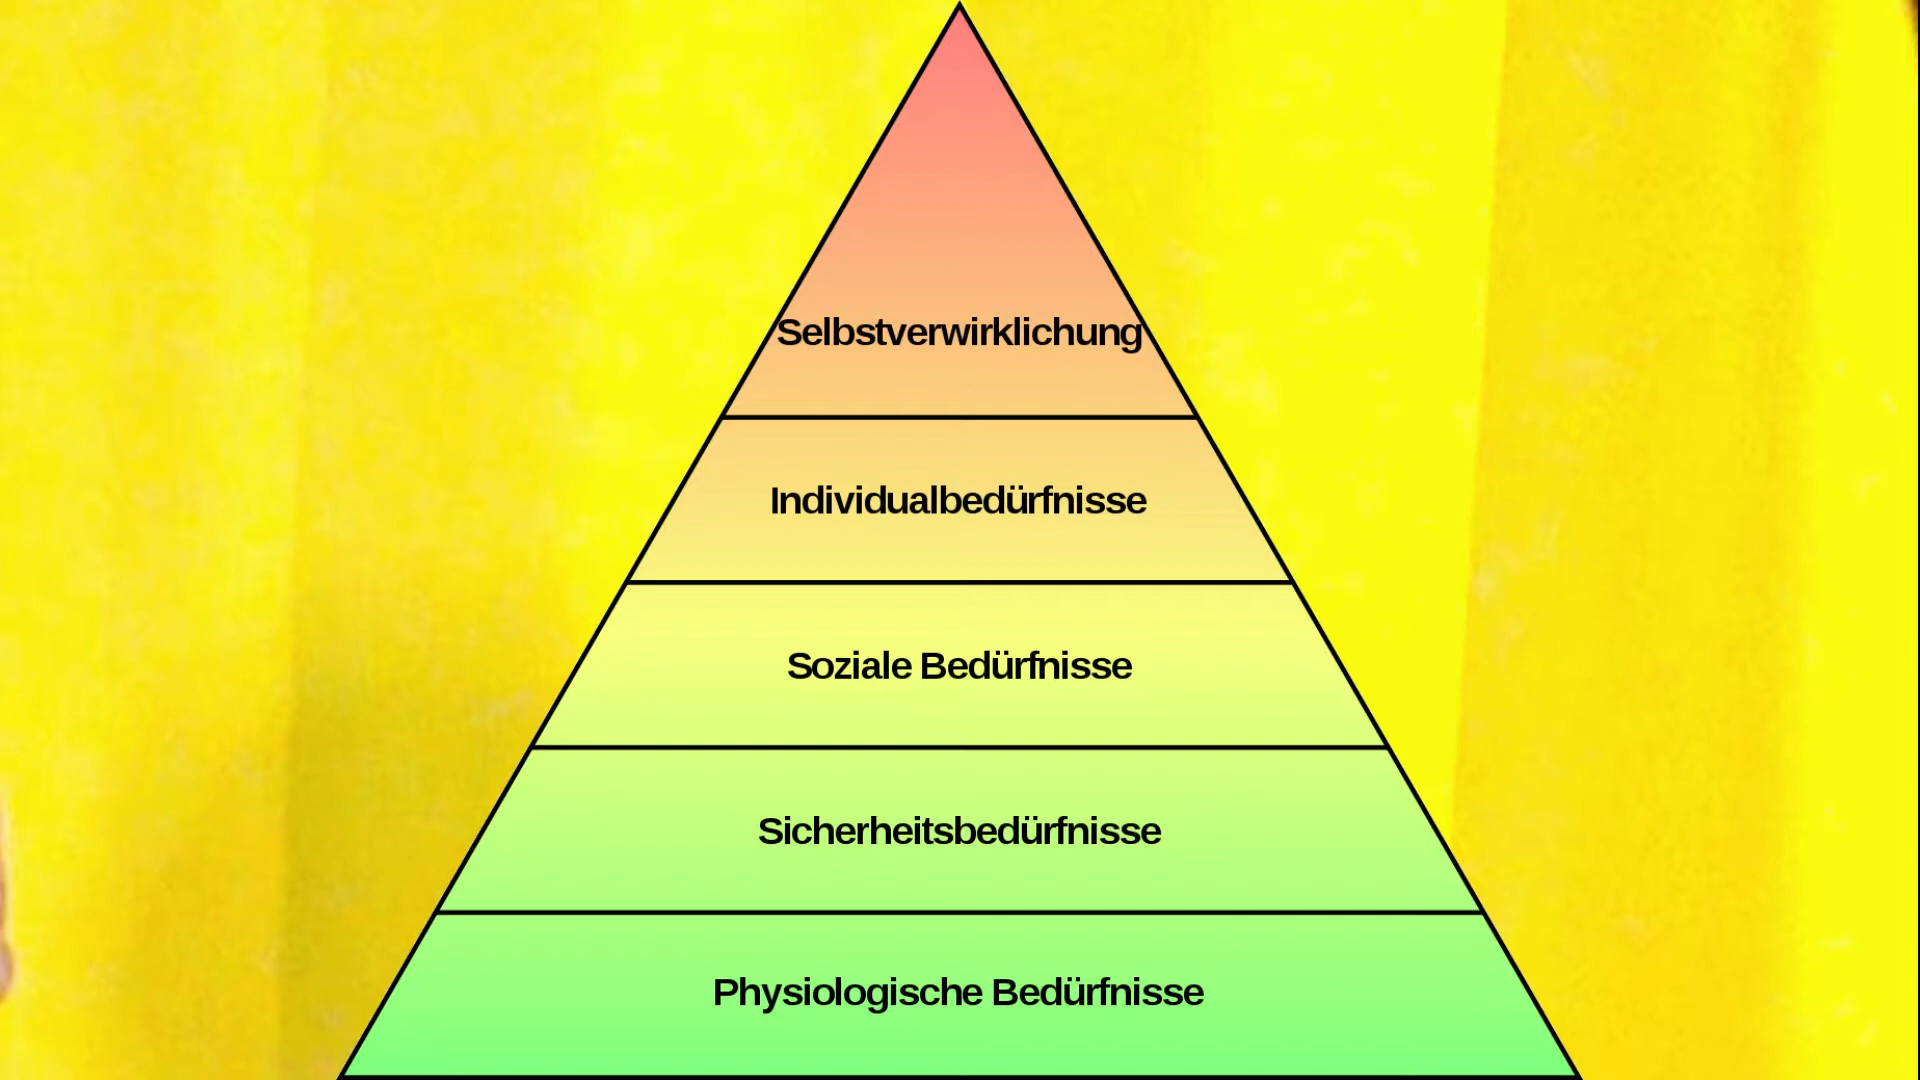 Selbstverwirklichung
Individualbedürfnisse
Soziale Bedürfnisse
Sicherheitsbedürfnisse
Physiologische Bedürfnisse